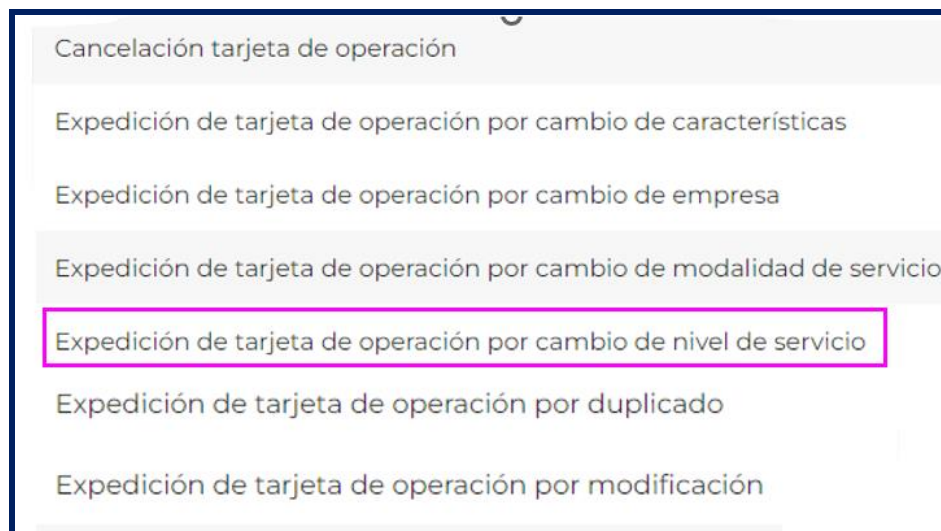 Cancelación tarjeta de operación
Expedición de tarjeta de operación por cambio de características
Expedición de tarjeta de operación por cambio de empresa
Expedición de tarjeta de operación por cambio de modalidad de servicio
Expedición de tarjeta de operación por cambio de nivel de servicio
Expedición de tarjeta de operación por duplicado
Expedición de tarjeta de operación por modificación